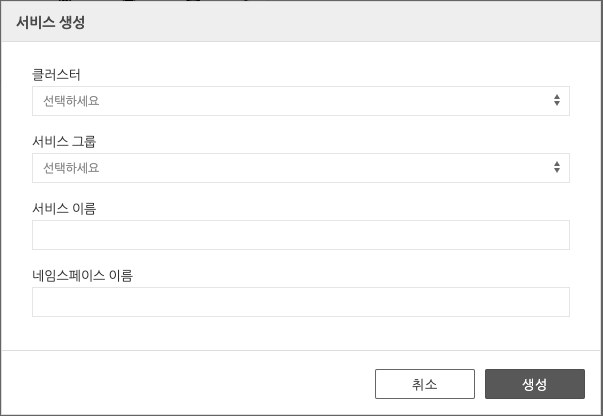 서비스 생성
클러스터
선택하세요
서비스 그룹
선택하세요
서비스 이름
네임스페이스 이름
취소
생성